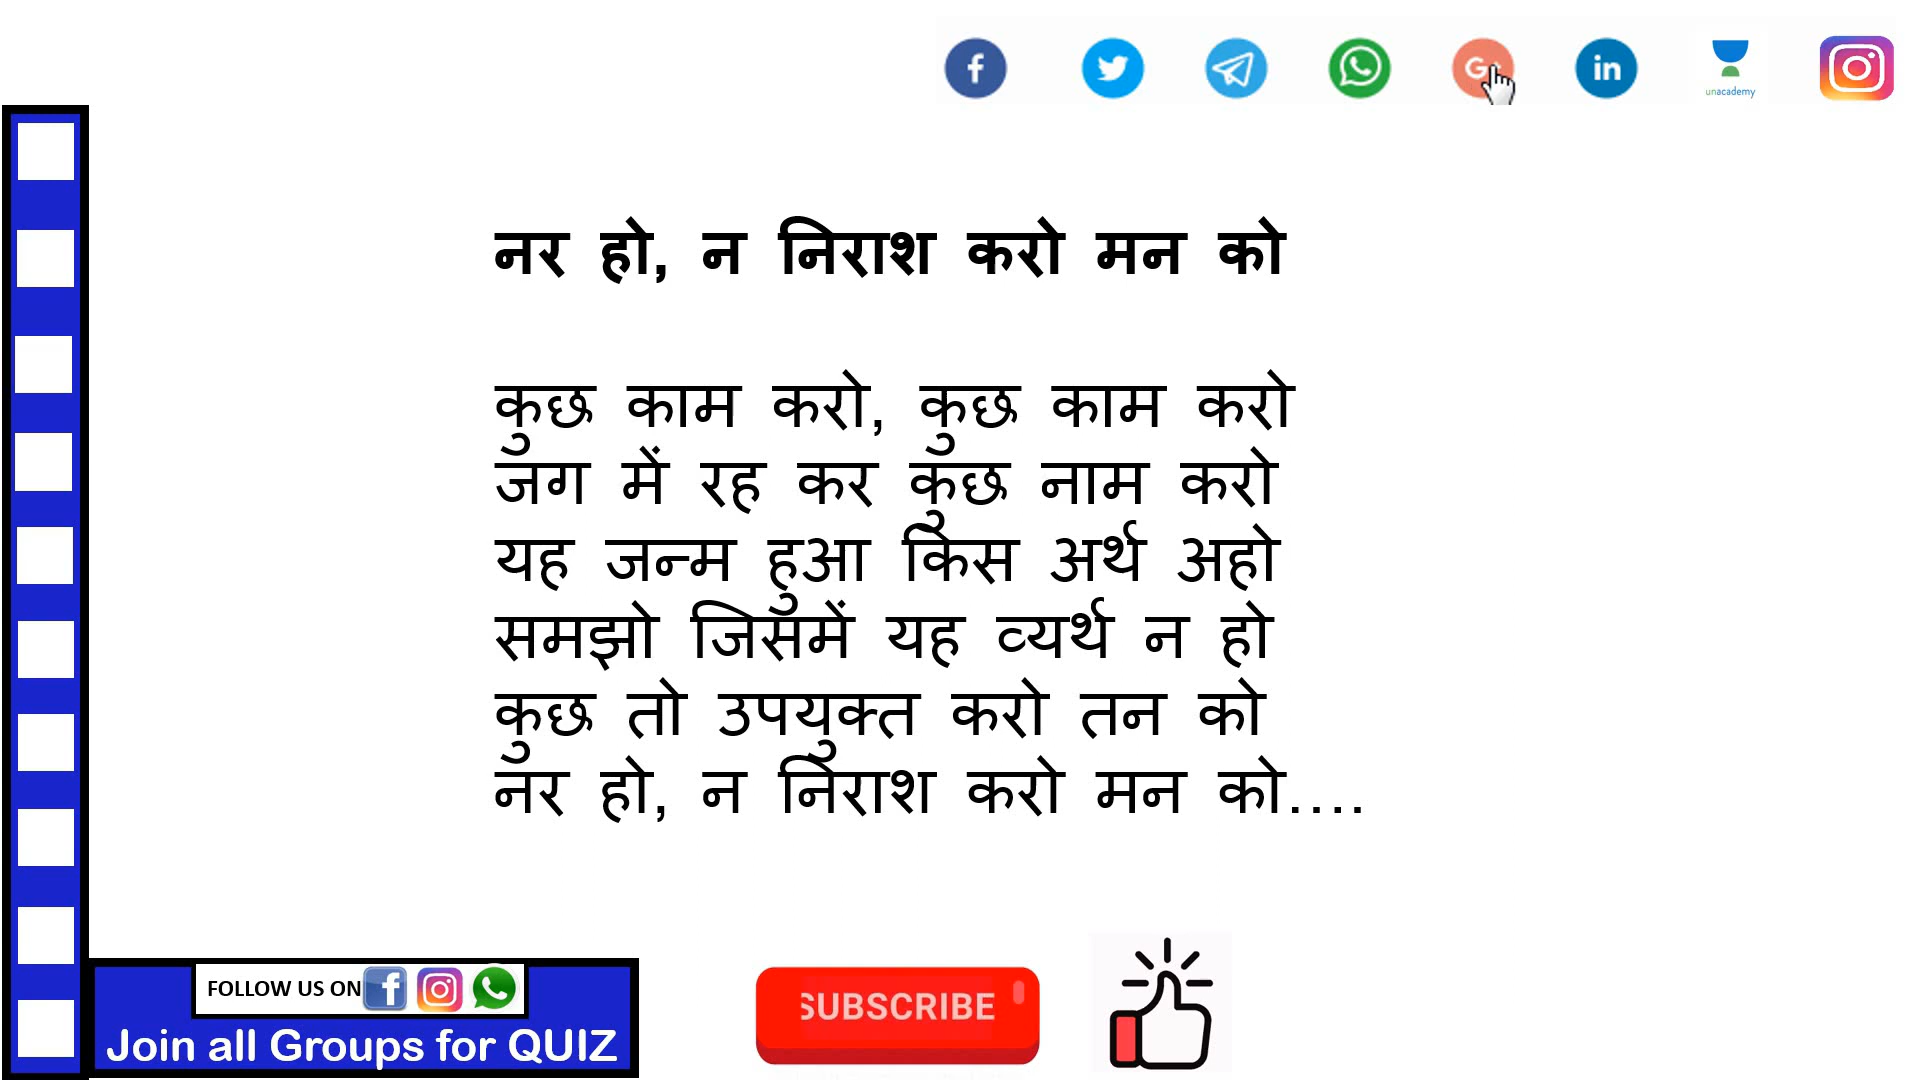 unacademy
नर हो, न निराश करो मन को
कुछ काम करो, कुछ काम करो
जग में रह कर कुछ नाम करो
यह जन्म हुआ किस अर्थ अहो
समझो जिसमें यह व्यर्थ न हो
कुछ तो उपयुक्त करो तन को
नर हो, न निराश करो मन को....
FOLLOW US ON
Join all Groups for QUIZ
SUBSCRIBE